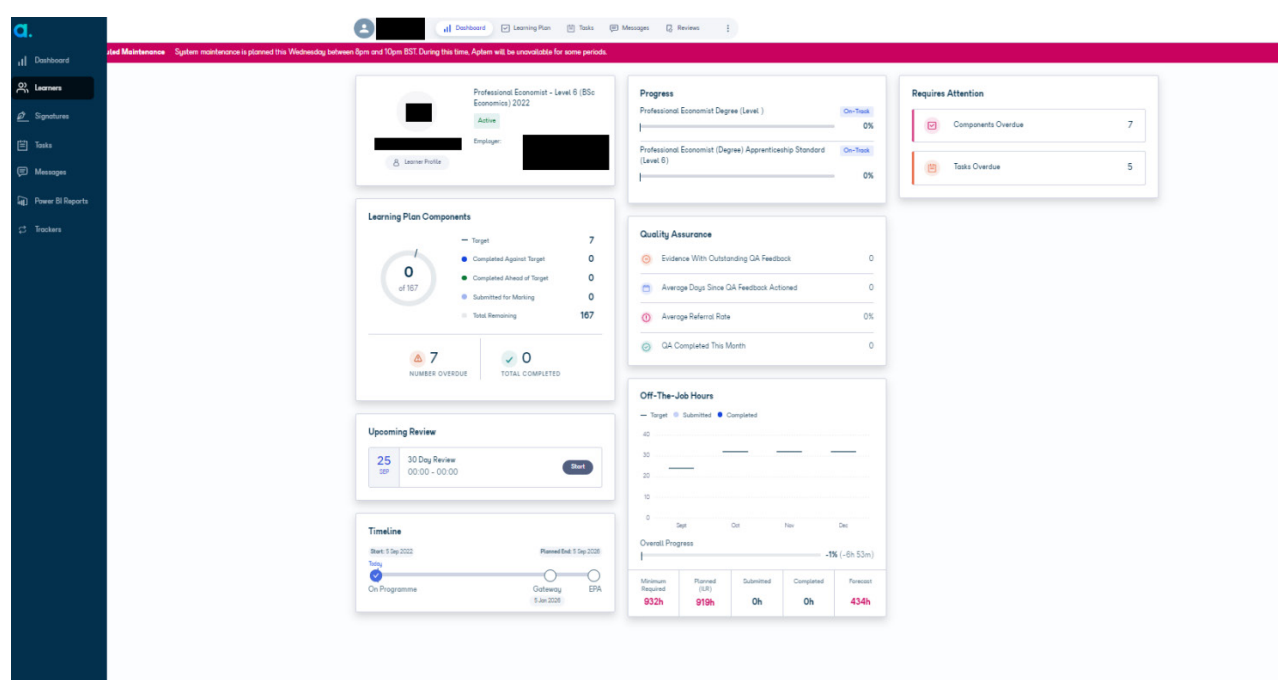 a.
Dashboard
Learning Plan
Tasks
Messages
Reviews
Maintenance System maintenance is planned this Wednesday between 8pm and 10pm BST. During this time, Aptem will be unavailable for some periods.
Dashboard
Learners
Signatures
Tasks
Messages
Power BI Reports
Trackers
Professional Economist - Level 6 (BSc
Economics) 2022
Active
Employer:
Learner Profile
Learning Plan Components
0
of 167
Target 7
Completed Against Target 0
Completed Ahead of Target 0
Submitted for Marking 0
Total Remaining 167
7
NUMBER OVERDUE
0
TOTAL COMPLETED
Upcoming Review
25
SEP
30 Day Review
00:00 - 00:00
Start
Timeline
Start: 5 Sep 2022
Planned End: 5 Sep 2026
Today
On Programme
Gateway
EPA
5 Jan 2026
Progress
Professional Economist Degree (Level )
On-Track
0%
Professional Economist (Degree) Apprenticeship Standard
(Level 6)
On-Track
0%
Quality Assurance
Evidence With Outstanding QA Feedback 0
Average Days Since QA Feedback Actioned 0
Average Referral Rate 0%
QA Completed This Month 0
Off-The-Job Hours
Target Submitted Completed
40
30
20
10
0
Sept Oct Nov Dec
Overall Progress
-1% (-6h 53m)
Minimum
Required
932h
Planned
(ILR)
919h
Submitted
0h
Completed
0h
Forecast
434h
Requires Attention
Components Overdue 7
Tasks Overdue 5